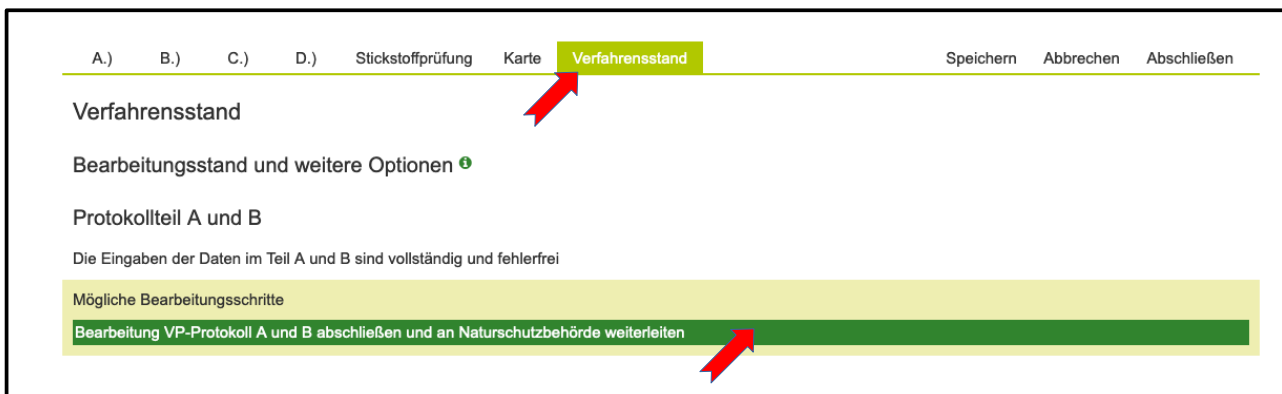 A.) B.) C.) D.) Stickstoffprüfung Karte Verfahrensstand Speichern Abbrechen Abschließen
Verfahrensstand
Bearbeitungsstand und weitere Optionen
Protokollteil A und B
Die Eingaben der Daten im Teil A und B sind vollständig und fehlerfrei
Mögliche Bearbeitungsschritte
Bearbeitung VP-Protokoll A und B abschließen und an Naturschutzbehörde weiterleiten